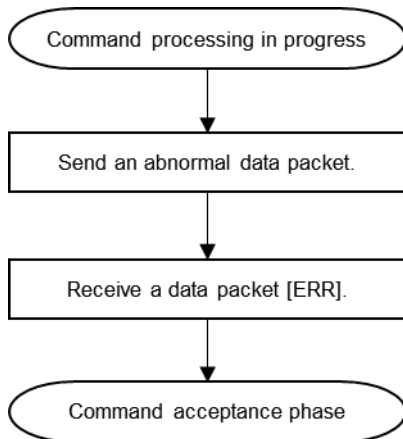 Command processing in progress
Send an abnormal data packet.
Receive a data packet [ERR].
Command acceptance phase